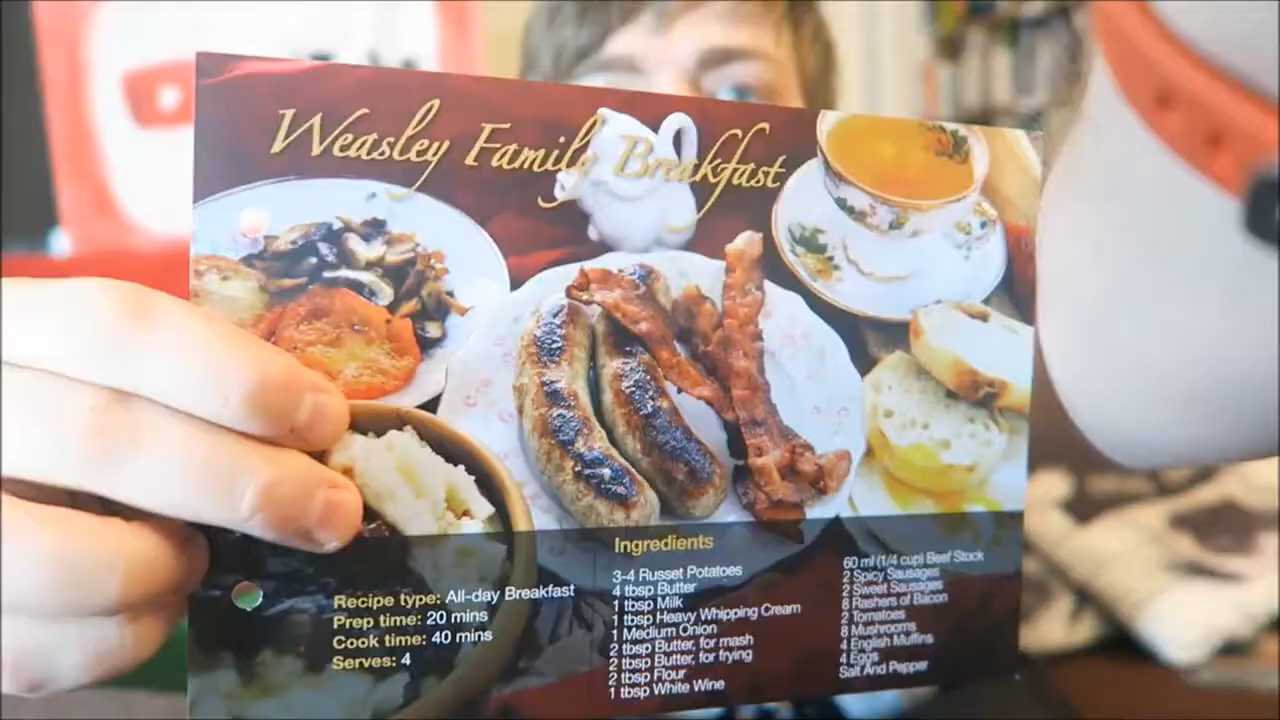 Weasley Family Breakfast
Recipe type: All-day Breakfast
Prep time: 20 mins
Cook time: 40 mins
Serves: 4
Ingredients
3-4 Russet Potatoes
4 tbsp Butter
1 tbsp Milk
1 tbsp Heavy Whipping Cream
1 Medium Onion
2 tbsp Butter, for mash
2 tbsp Butter, for frying
2 tbsp Flour
1 tbsp White Wine
60 ml (1/4 cup) Beef Stock
2 Spicy Sausages
2 Sweet Sausages
8 Rashers of Bacon
2 Tomatoes
8 Mushrooms
4 English Muffins
4 Eggs
Salt And Pepper